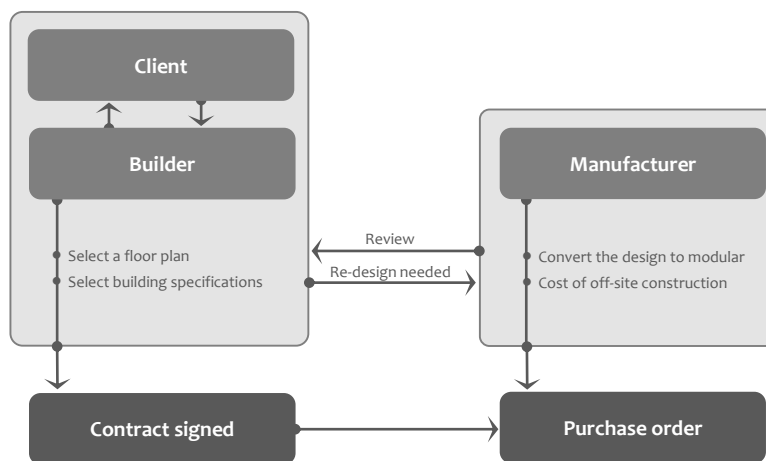 Client
Builder
Manufacturer
Select a floor plan
Select building specifications
Review
Re-design needed
Convert the design to modular
Cost of off-site construction
Contract signed
Purchase order